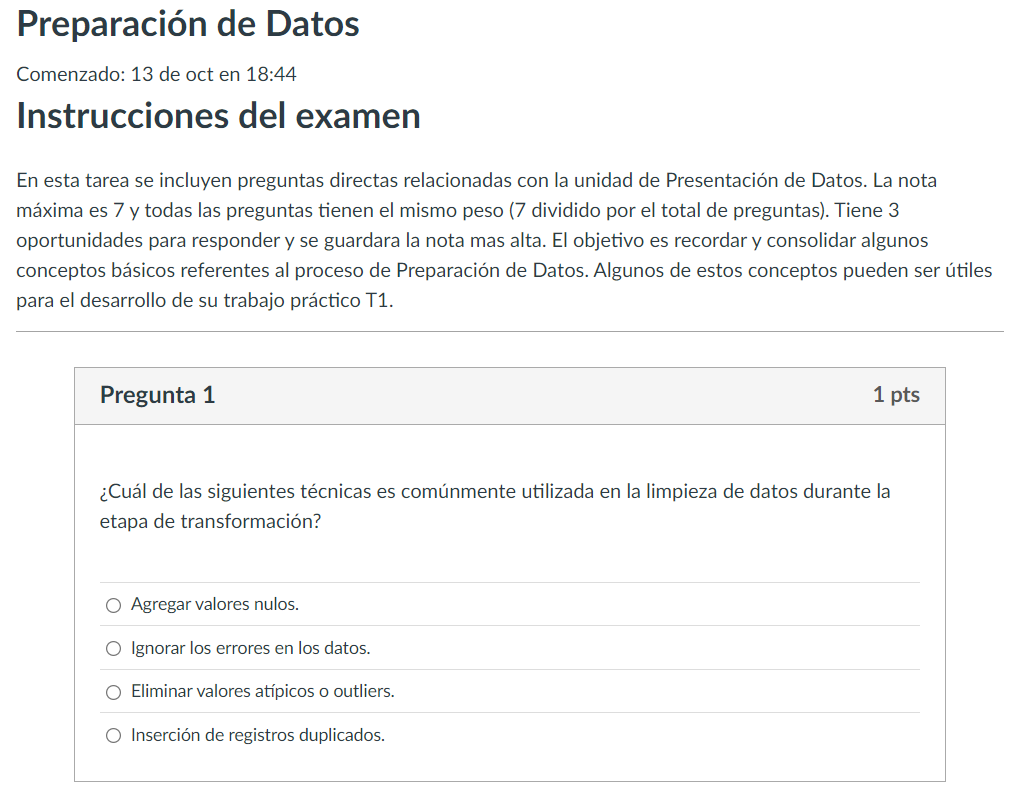 Preparación de Datos
Comenzado: 13 de oct en 18:44
Instrucciones del examen
En esta tarea se incluyen preguntas directas relacionadas con la unidad de Presentación de Datos. La nota
máxima es 7 y todas las preguntas tienen el mismo peso (7 dividido por el total de preguntas). Tiene 3
oportunidades para responder y se guardara la nota mas alta. El objetivo es recordar y consolidar algunos
conceptos básicos referentes al proceso de Preparación de Datos. Algunos de estos conceptos pueden ser útiles
para el desarrollo de su trabajo práctico T1.
Pregunta 1 1 pts
¿Cuál de las siguientes técnicas es comúnmente utilizada en la limpieza de datos durante la
etapa de transformación?
Agregar valores nulos.
Ignorar los errores en los datos.
Eliminar valores atípicos o outliers.
Inserción de registros duplicados.